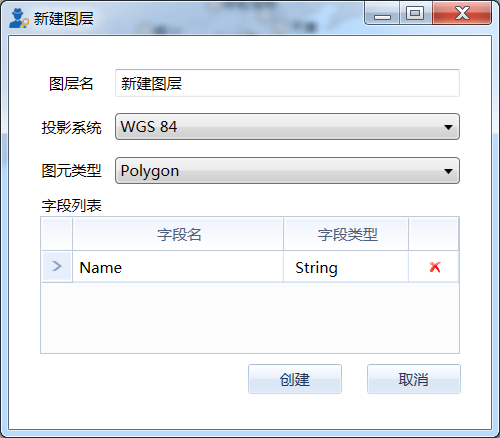 新建图层
图层名 新建图层
投影系统 WGS 84
图元类型 Polygon
字段列表
字段名 字段类型
Name String
创建 取消